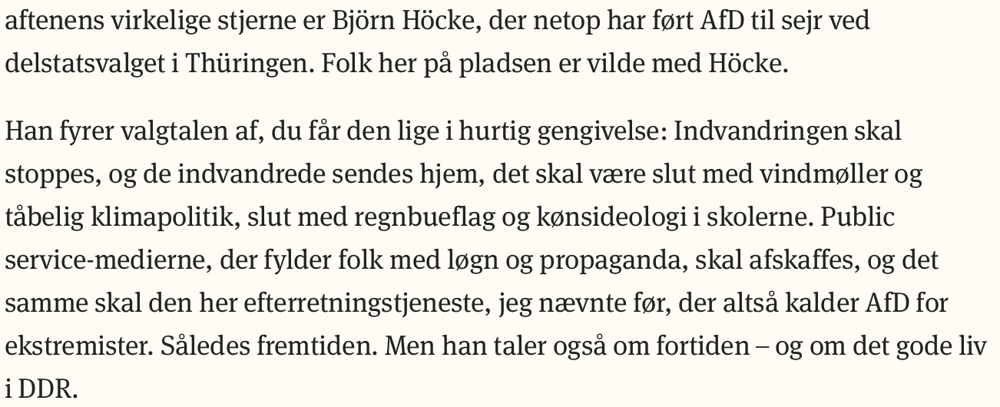 aftenens virkelige stjerne er Björn Höcke, der netop har ført AfD til sejr ved
delstatsvalget i Thüringen. Folk her på pladsen er vilde med Höcke.
Han fyrer valgtalen af, du får den lige i hurtig gengivelse: Indvandringen skal
stoppes, og de indvandrede sendes hjem, det skal være slut med vindmøller og
tåbelig klimapolitik, slut med regnbueflag og kønsideologi i skolerne. Public
service-medierne, der fylder folk med løgn og propaganda, skal afskaffes, og det
samme skal den her efterretningstjeneste, jeg nævnte før, der altså kalder AfD for
ekstremister. Således fremtiden. Men han taler også om fortiden – og om det gode liv
i DDR.